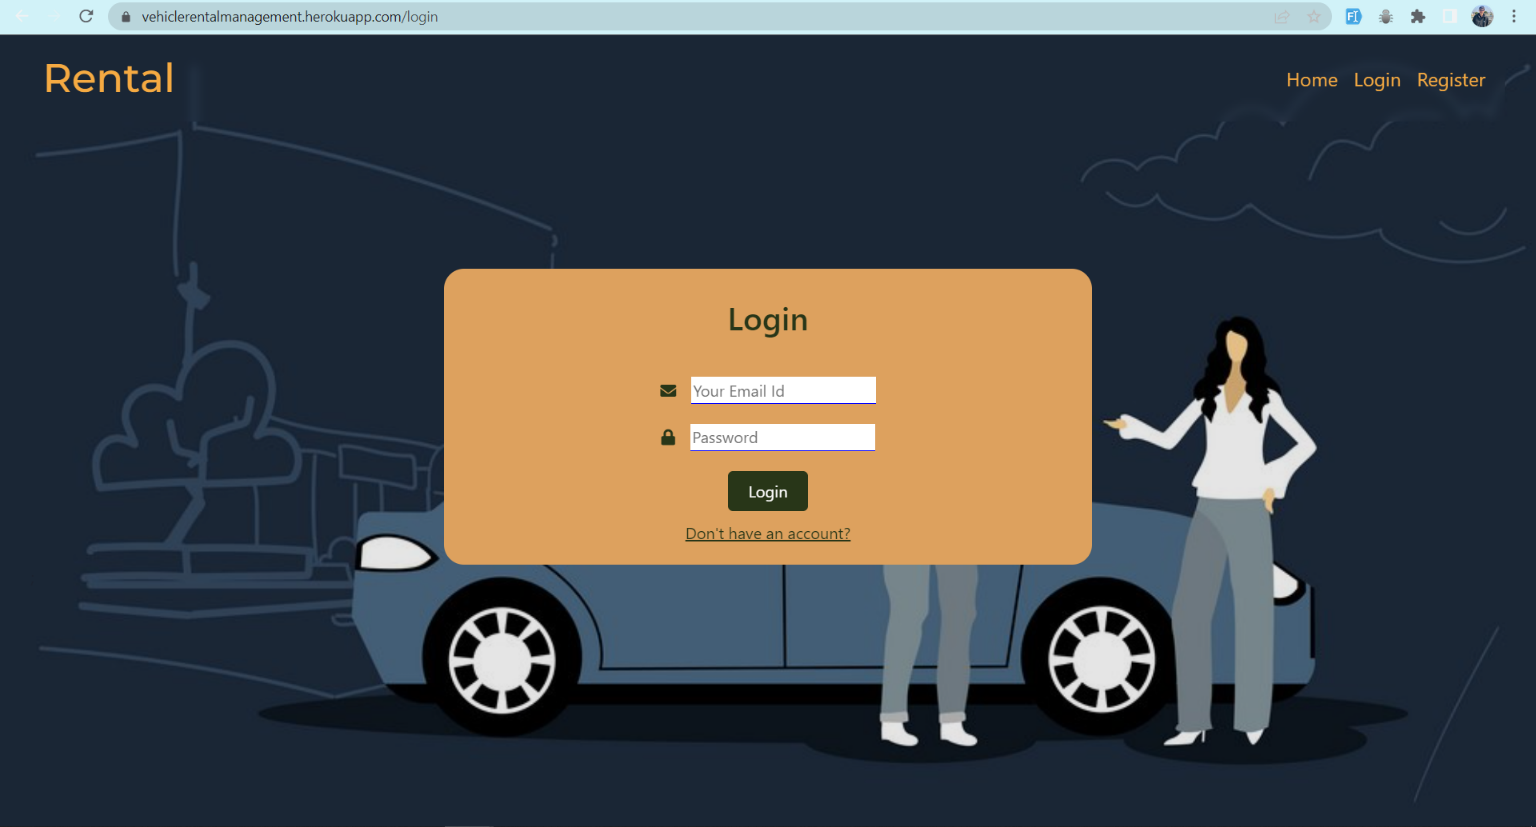 vehiclerentalmanagement.herokuapp.com/login
Rental
Home Login Register
Login
Your Email Id
Password
Login
Don't have an account?